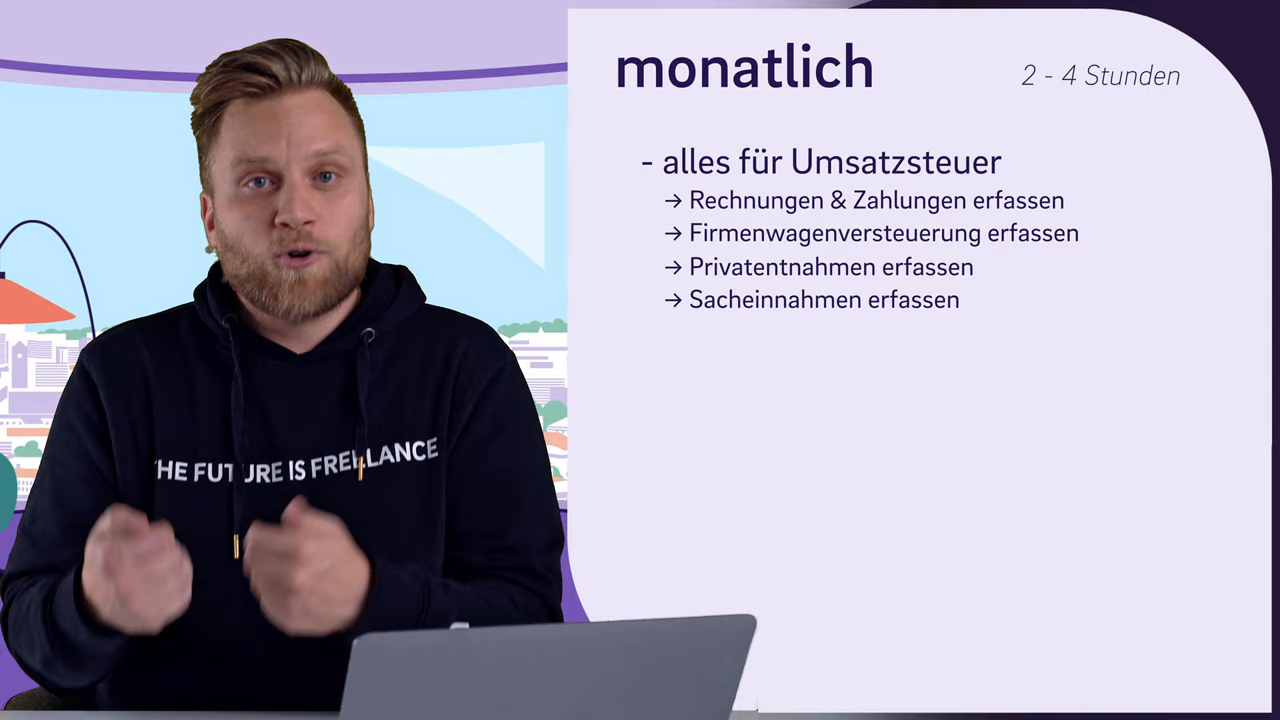 monatlich
2 - 4 Stunden
- alles für Umsatzsteuer
→ Rechnungen & Zahlungen erfassen
→ Firmenwagenversteuerung erfassen
→ Privatentnahmen erfassen
→ Sacheinnahmen erfassen
THE FUTURE IS FREELANCE